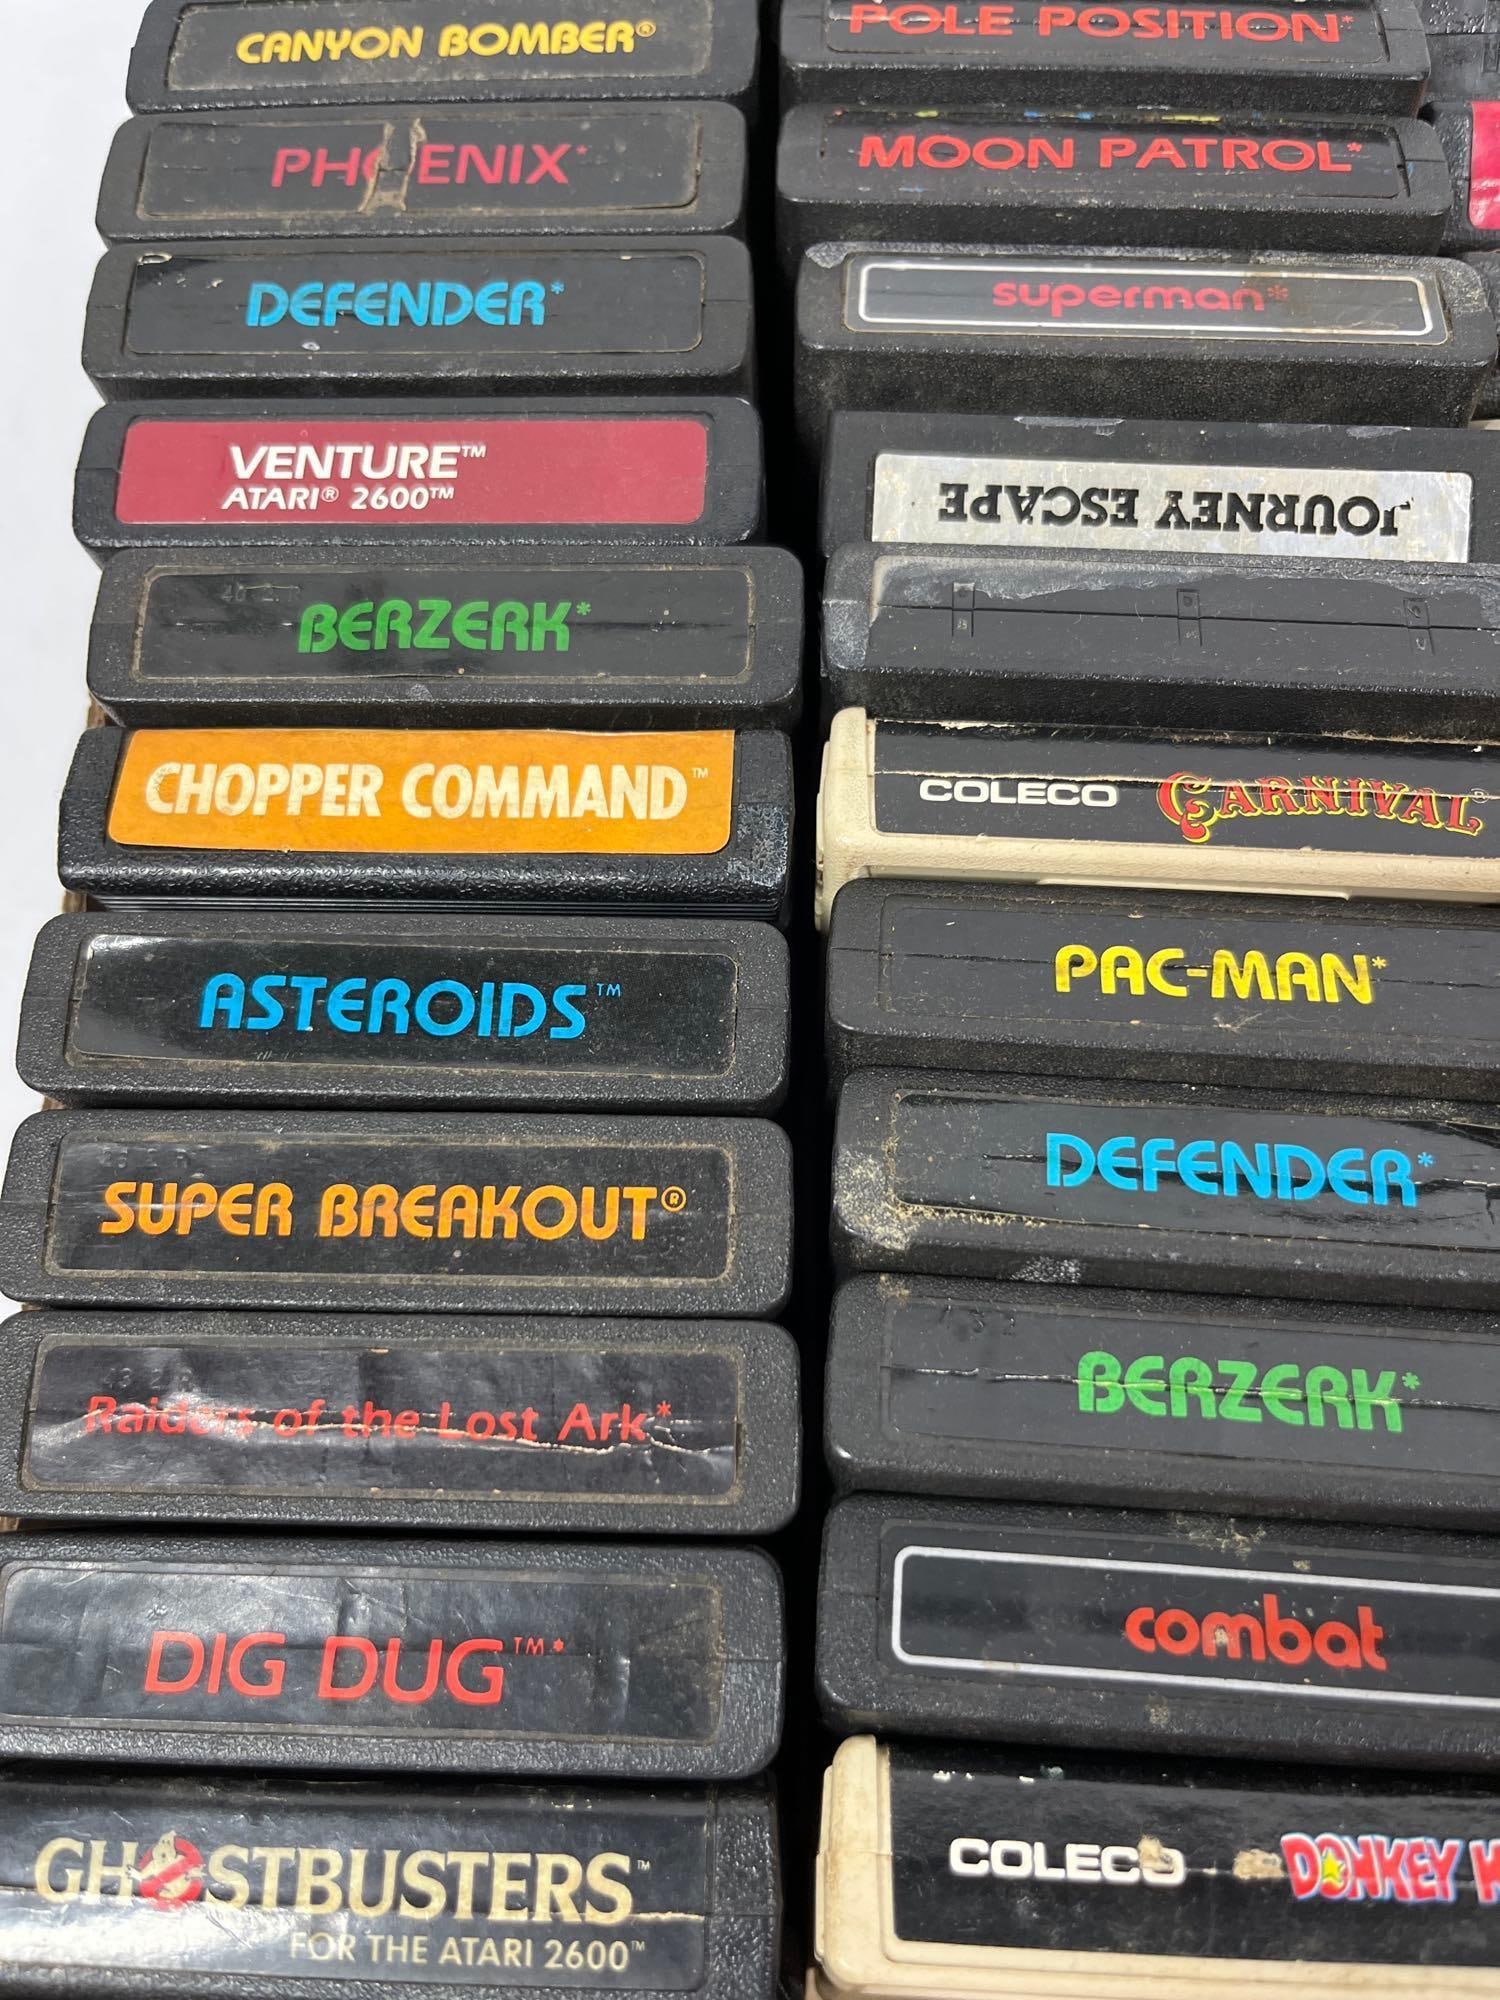 CANYON BOMBER®
PHOENIX*
DEFENDER*
VENTURE™
ATARI® 2600™
BERZERK*
CHOPPER COMMAND™
ASTEROIDS™
SUPER BREAKOUT®
Raiders of the Lost Ark*
DIG DUG™*
GHOSTBUSTERS™
FOR THE ATARI 2600™
POLE POSITION*
MOON PATROL*
superman*
JOURNEY ESCAPE
COLECO CARNIVAL®
PAC-MAN*
DEFENDER*
BERZERK*
combat
COLECO DONKEY